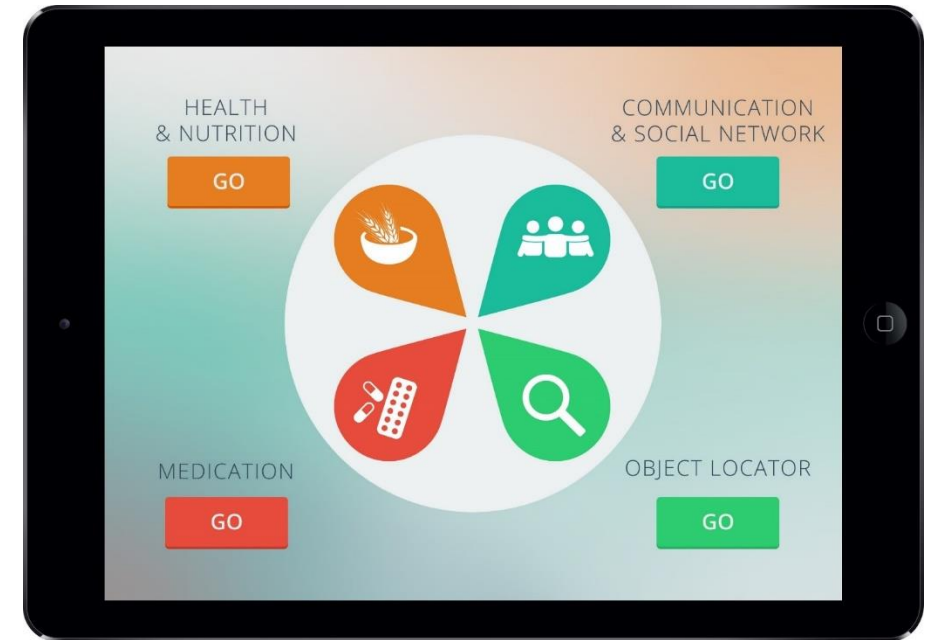 HEALTH
& NUTRITION
GO
COMMUNICATION
& SOCIAL NETWORK
GO
MEDICATION
GO
OBJECT LOCATOR
GO